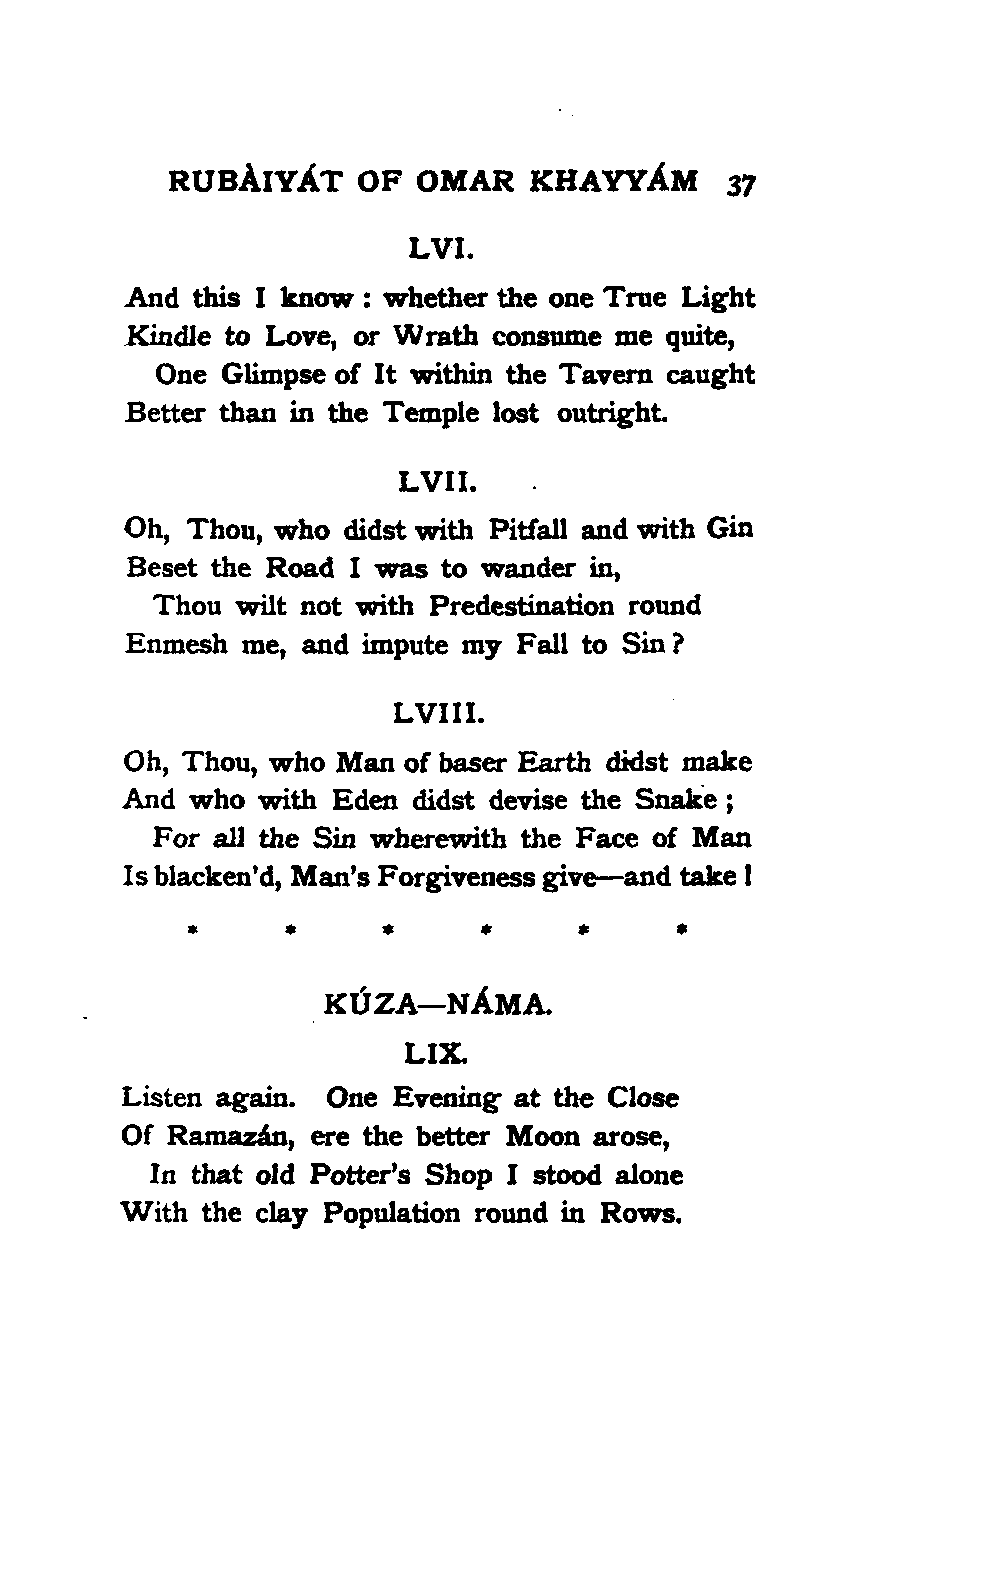 RUBÀIYÁT OF OMAR KHAYYÁM 37
LVI.
And this I know : whether the one True Light
Kindle to Love, or Wrath consume me quite,
One Glimpse of It within the Tavern caught
Better than in the Temple lost outright.
LVII.
Oh, Thou, who didst with Pitfall and with Gin
Beset the Road I was to wander in,
Thou wilt not with Predestination round
Enmesh me, and impute my Fall to Sin ?
LVIII.
Oh, Thou, who Man of baser Earth didst make
And who with Eden didst devise the Snake ;
For all the Sin wherewith the Face of Man
Is blacken'd, Man's Forgiveness give—and take !
* * * * * *
KÚZA—NÁMA.
LIX.
Listen again. One Evening at the Close
Of Ramazán, ere the better Moon arose,
In that old Potter's Shop I stood alone
With the clay Population round in Rows.